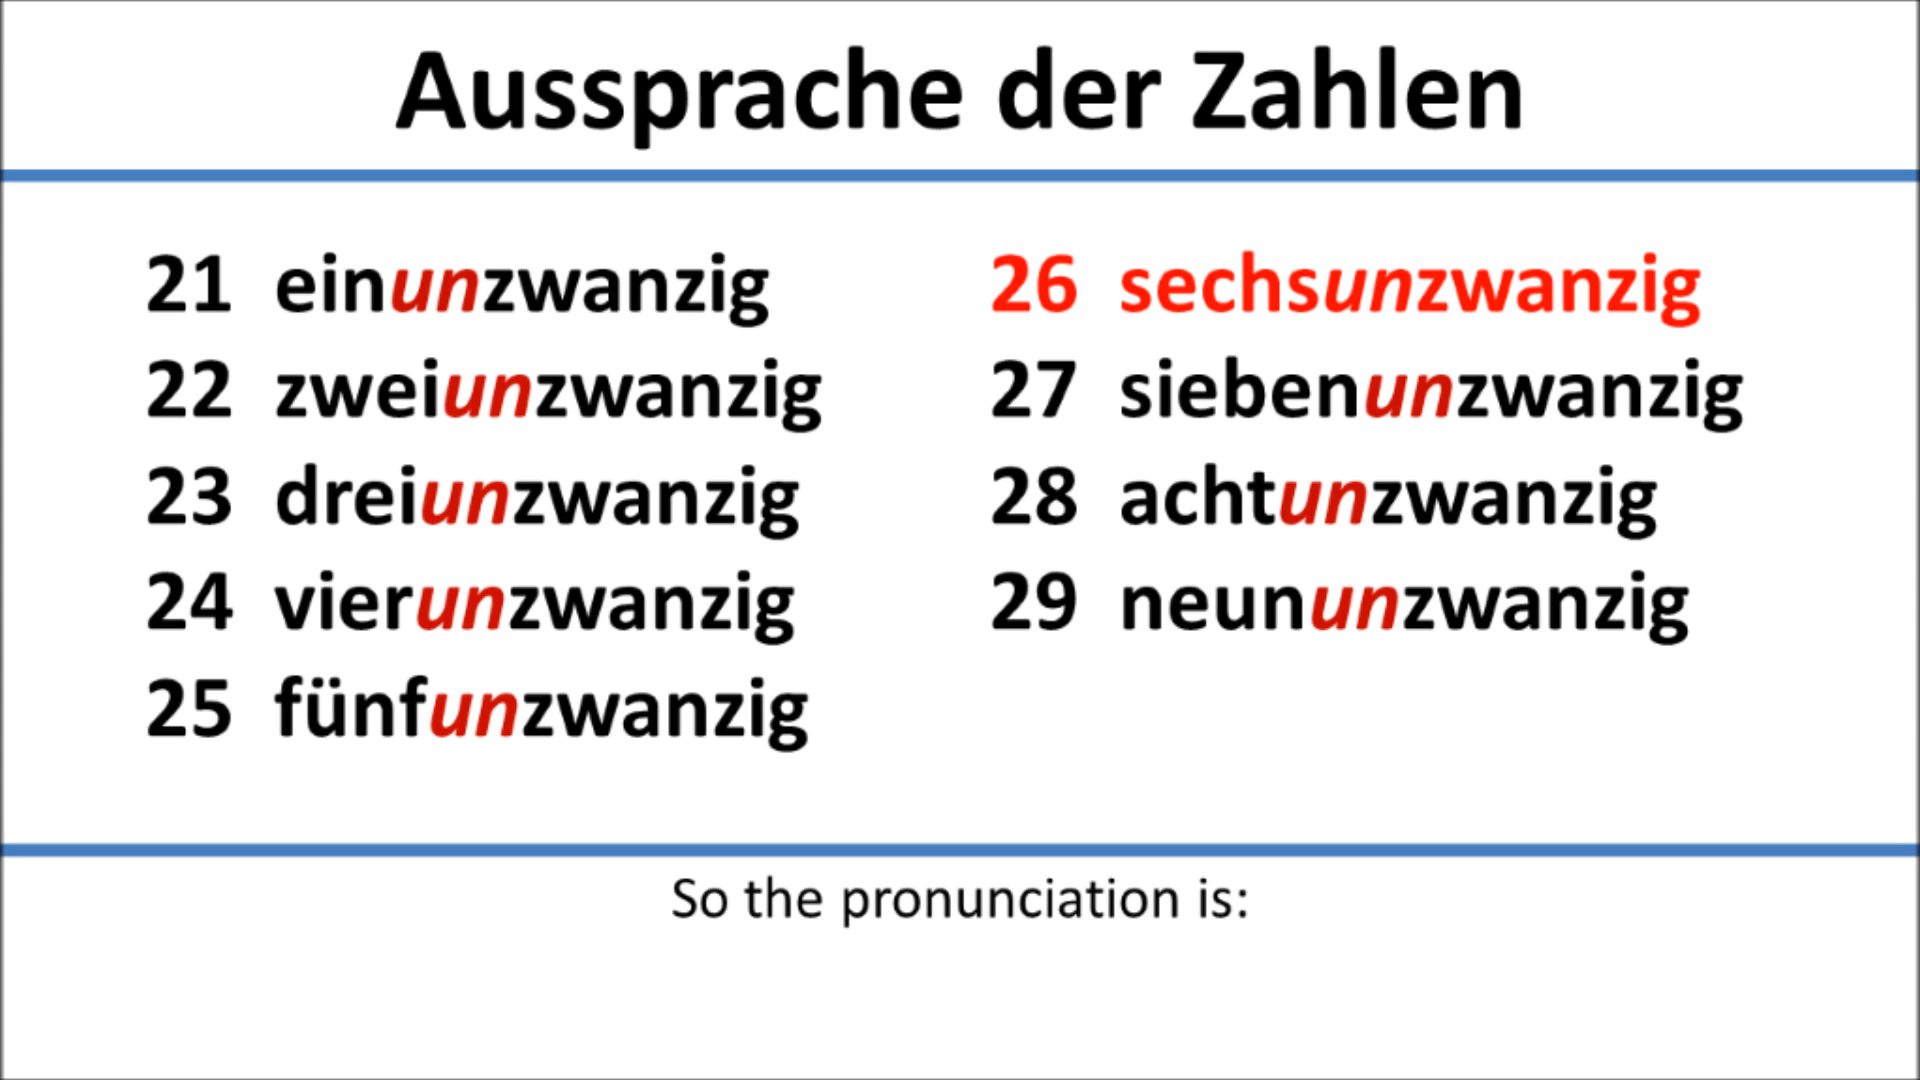 Aussprache der Zahlen
21 einunzwanzig
22 zweiunzwanzig
23 dreiunzwanzig
24 vierunzwanzig
25 fünfunzwanzig
26 sechsunzwanzig
27 siebenunzwanzig
28 achtunzwanzig
29 neununzwanzig
So the pronunciation is: